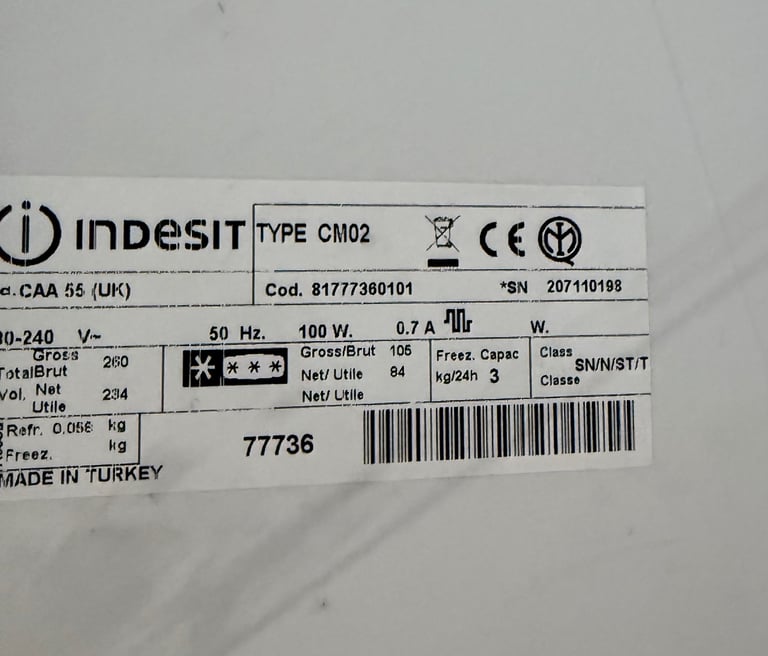 INDESIT TYPE CM02 CE
CAA 55 (UK) Cod. 81777360101 *SN 207110198
0-240 V~ 50 Hz. 100 W. 0.7 A W.
Gross 260 Gross/Brut 105 Freez. Capac Class SN/N/ST/T
TotalBrut Net/ Utile 84 kg/24h 3 Classe
Vol. Net 234 Net/ Utile
Utile
Refr. 0.056 kg 77736
Freez. kg
MADE IN TURKEY